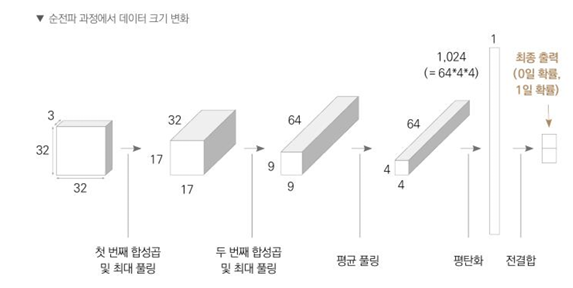 ▼ 순전파 과정에서 데이터 크기 변화
3
32
32
32
17
17
64
9
9
64
4
4
1,024
(= 64*4*4)
1
최종 출력
(0일 확률,
1일 확률)
첫 번째 합성곱
및 최대 풀링
두 번째 합성곱
및 최대 풀링
평균 풀링
평탄화
전결합